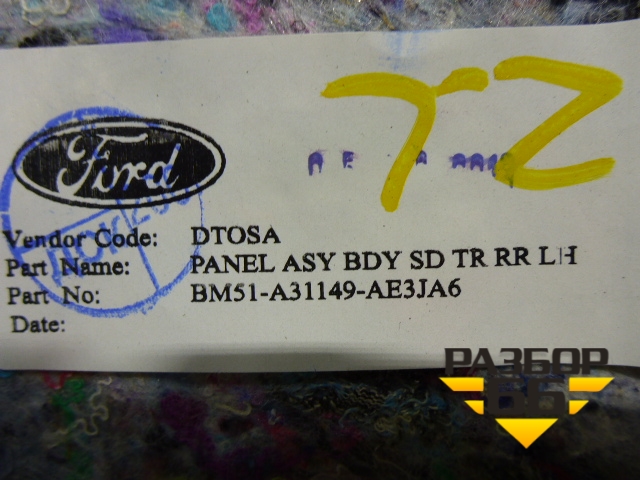 TZ
Ford
Vendor Code: DTOSA
Part Name: PANEL ASY BDY SD TR RR LH
Part No: BM51-A31149-AE3JA6
Date:
РАЗБОР
66